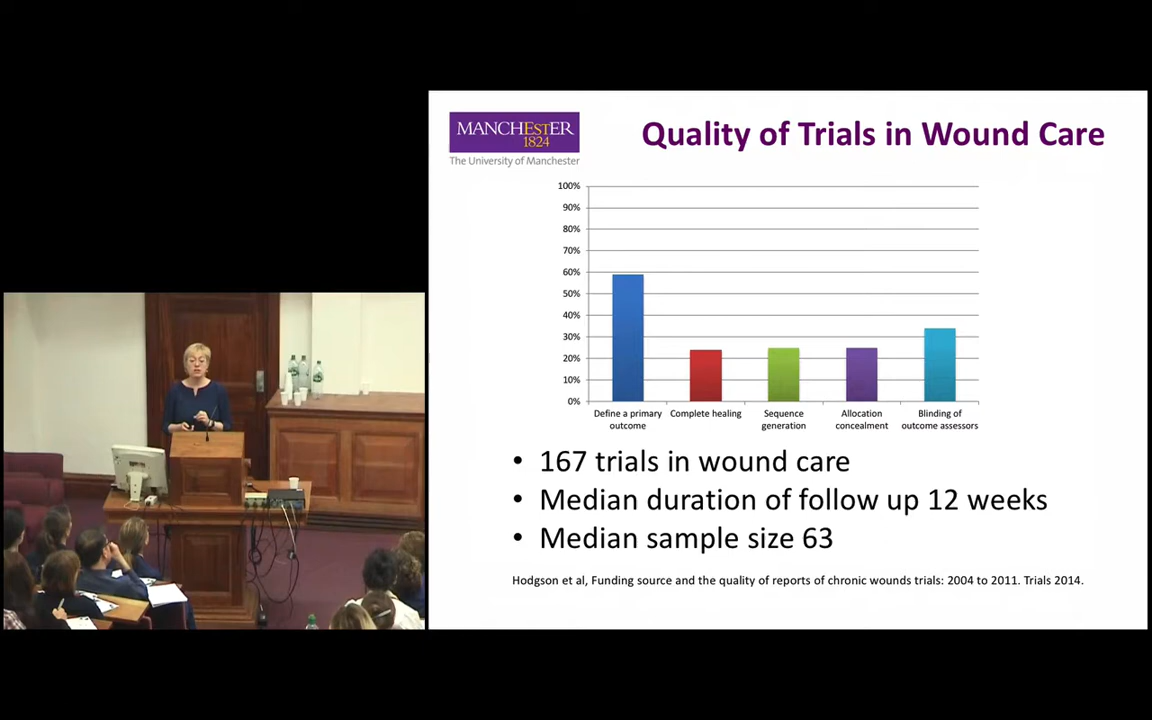 MANCHESTER
1824
The University of Manchester
Quality of Trials in Wound Care
100%
90%
80%
70%
60%
50%
40%
30%
20%
10%
0%
Define a primary
outcome
Complete healing
Sequence
generation
Allocation
concealment
Blinding of
outcome assessors
• 167 trials in wound care
• Median duration of follow up 12 weeks
• Median sample size 63
Hodgson et al, Funding source and the quality of reports of chronic wounds trials: 2004 to 2011. Trials 2014.